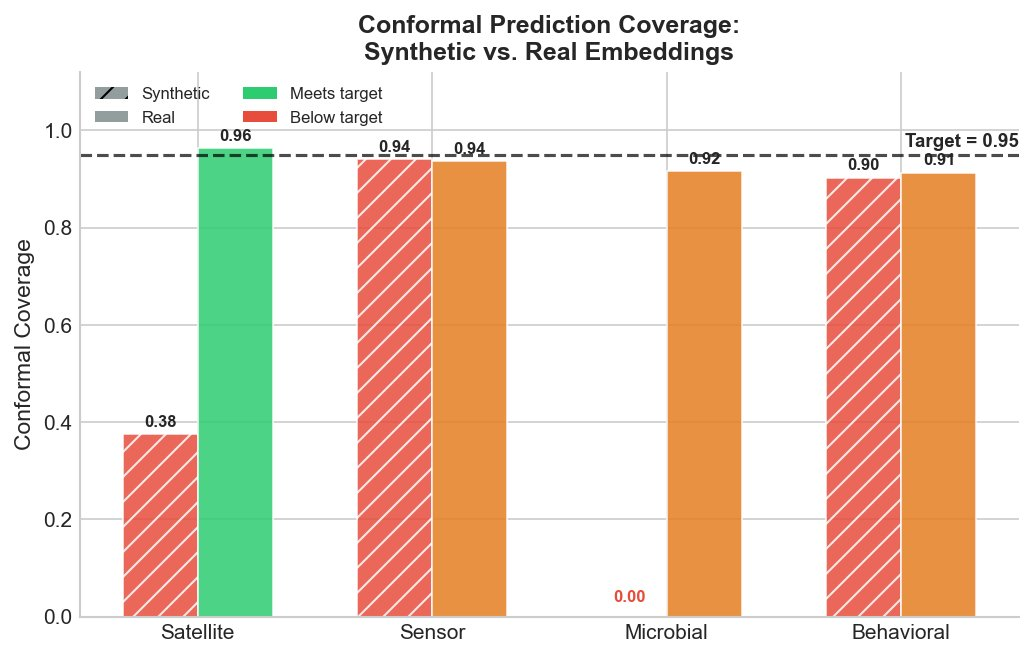 Conformal Prediction Coverage:
Synthetic vs. Real Embeddings
Synthetic
Real
Meets target
Below target
Target = 0.95
Conformal Coverage
1.0
0.8
0.6
0.4
0.2
0.0
0.38
0.96
0.94
0.94
0.00
0.92
0.90
0.91
Satellite
Sensor
Microbial
Behavioral